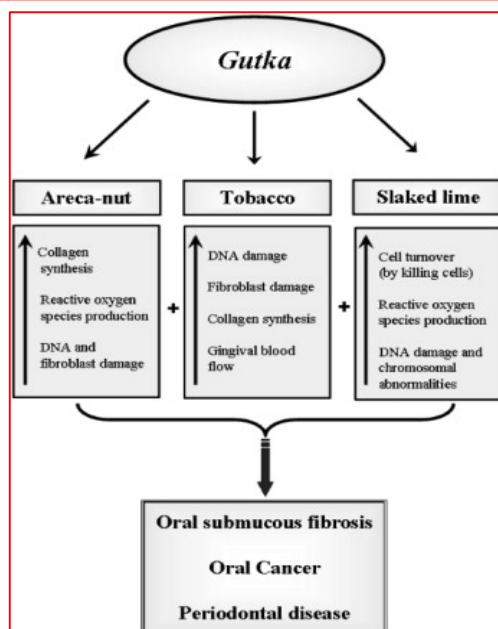 Gutka
Areca-nut
Tobacco
Slaked lime
Collagen
synthesis
Reactive oxygen
species production
DNA and
fibroblast damage
+
DNA damage
Fibroblast damage
Collagen synthesis
Gingival blood
flow
+
Cell turnover
(by killing cells)
Reactive oxygen
species production
DNA damage and
chromosomal
abnormalities
Oral submucous fibrosis
Oral Cancer
Periodontal disease